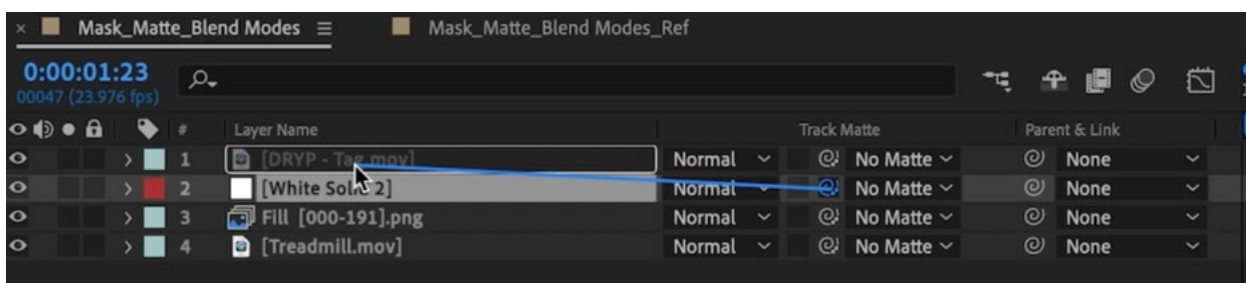 × Mask_Matte_Blend Modes ☰ Mask_Matte_Blend Modes_Ref
0:00:01:23
00047 (23.976 fps)
# Layer Name Track Matte Parent & Link
1 [DRYP - Tag.mov] Normal No Matte None
2 [White Soli 2] Normal No Matte None
3 Fill [000-191].png Normal No Matte None
4 [Treadmill.mov] Normal No Matte None